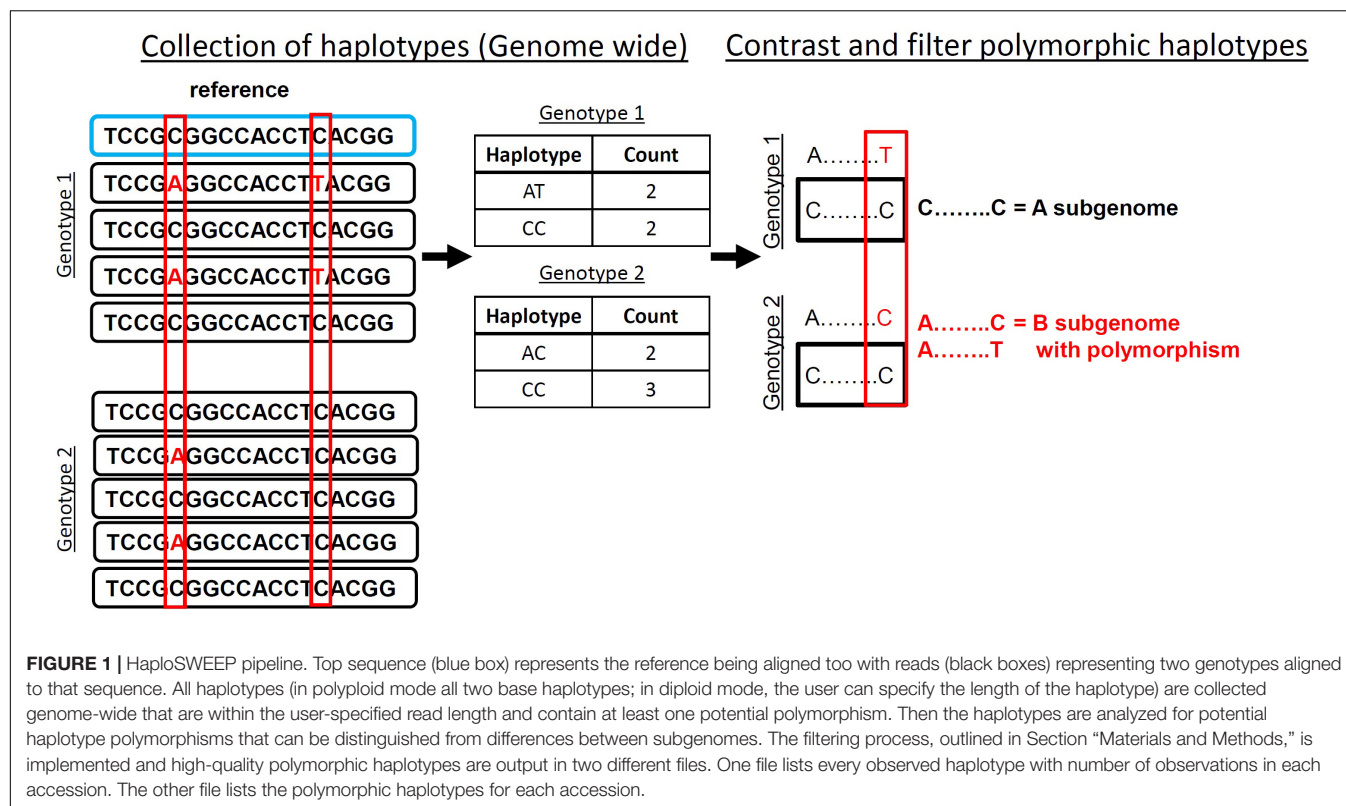 Collection of haplotypes (Genome wide)
reference
TCCGCGGCCACCTCACGG
Genotype 1
TCCGAGGCCACCTTACGG
TCCGCGGCCACCTCACGG
TCCGAGGCCACCTTACGG
TCCGCGGCCACCTCACGG
Genotype 2
TCCGCGGCCACCTCACGG
TCCGAGGCCACCTCACGG
TCCGCGGCCACCTCACGG
TCCGAGGCCACCTCACGG
TCCGCGGCCACCTCACGG
Genotype 1
Haplotype Count
AT 2
CC 2
Genotype 2
Haplotype Count
AC 2
CC 3
Contrast and filter polymorphic haplotypes
Genotype 1
A........T
C........C C........C = A subgenome
Genotype 2
A........C A........C = B subgenome
A........T with polymorphism
C........C
FIGURE 1 | HaploSWEEP pipeline. Top sequence (blue box) represents the reference being aligned too with reads (black boxes) representing two genotypes aligned
to that sequence. All haplotypes (in polyploid mode all two base haplotypes; in diploid mode, the user can specify the length of the haplotype) are collected
genome-wide that are within the user-specified read length and contain at least one potential polymorphism. Then the haplotypes are analyzed for potential
haplotype polymorphisms that can be distinguished from differences between subgenomes. The filtering process, outlined in Section “Materials and Methods,” is
implemented and high-quality polymorphic haplotypes are output in two different files. One file lists every observed haplotype with number of observations in each
accession. The other file lists the polymorphic haplotypes for each accession.